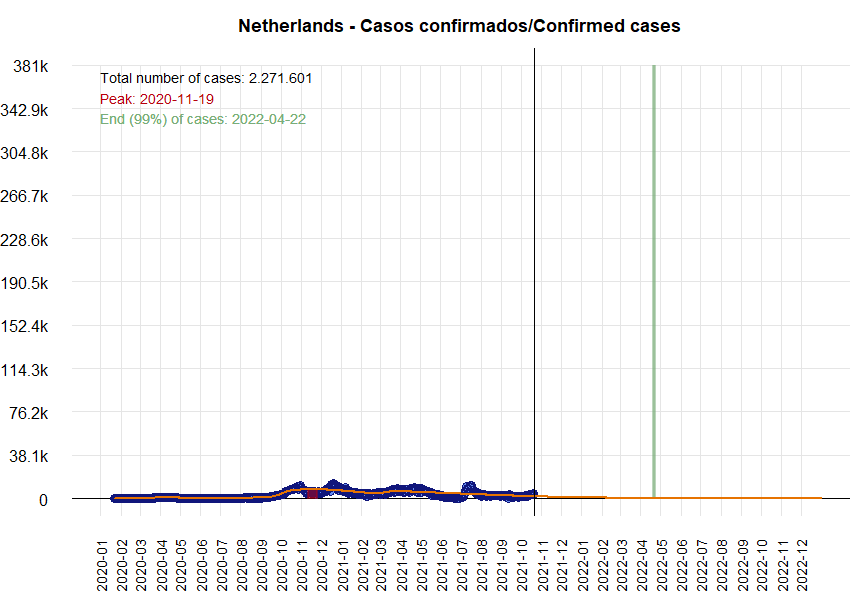 Netherlands - Casos confirmados/Confirmed cases
381k
342.9k
304.8k
266.7k
228.6k
190.5k
152.4k
114.3k
76.2k
38.1k
0
Total number of cases: 2.271.601
Peak: 2020-11-19
End (99%) of cases: 2022-04-22
2020-01
2020-02
2020-03
2020-04
2020-05
2020-06
2020-07
2020-08
2020-09
2020-10
2020-11
2020-12
2021-01
2021-02
2021-03
2021-04
2021-05
2021-06
2021-07
2021-08
2021-09
2021-10
2021-11
2021-12
2022-01
2022-02
2022-03
2022-04
2022-05
2022-06
2022-07
2022-08
2022-09
2022-10
2022-11
2022-12